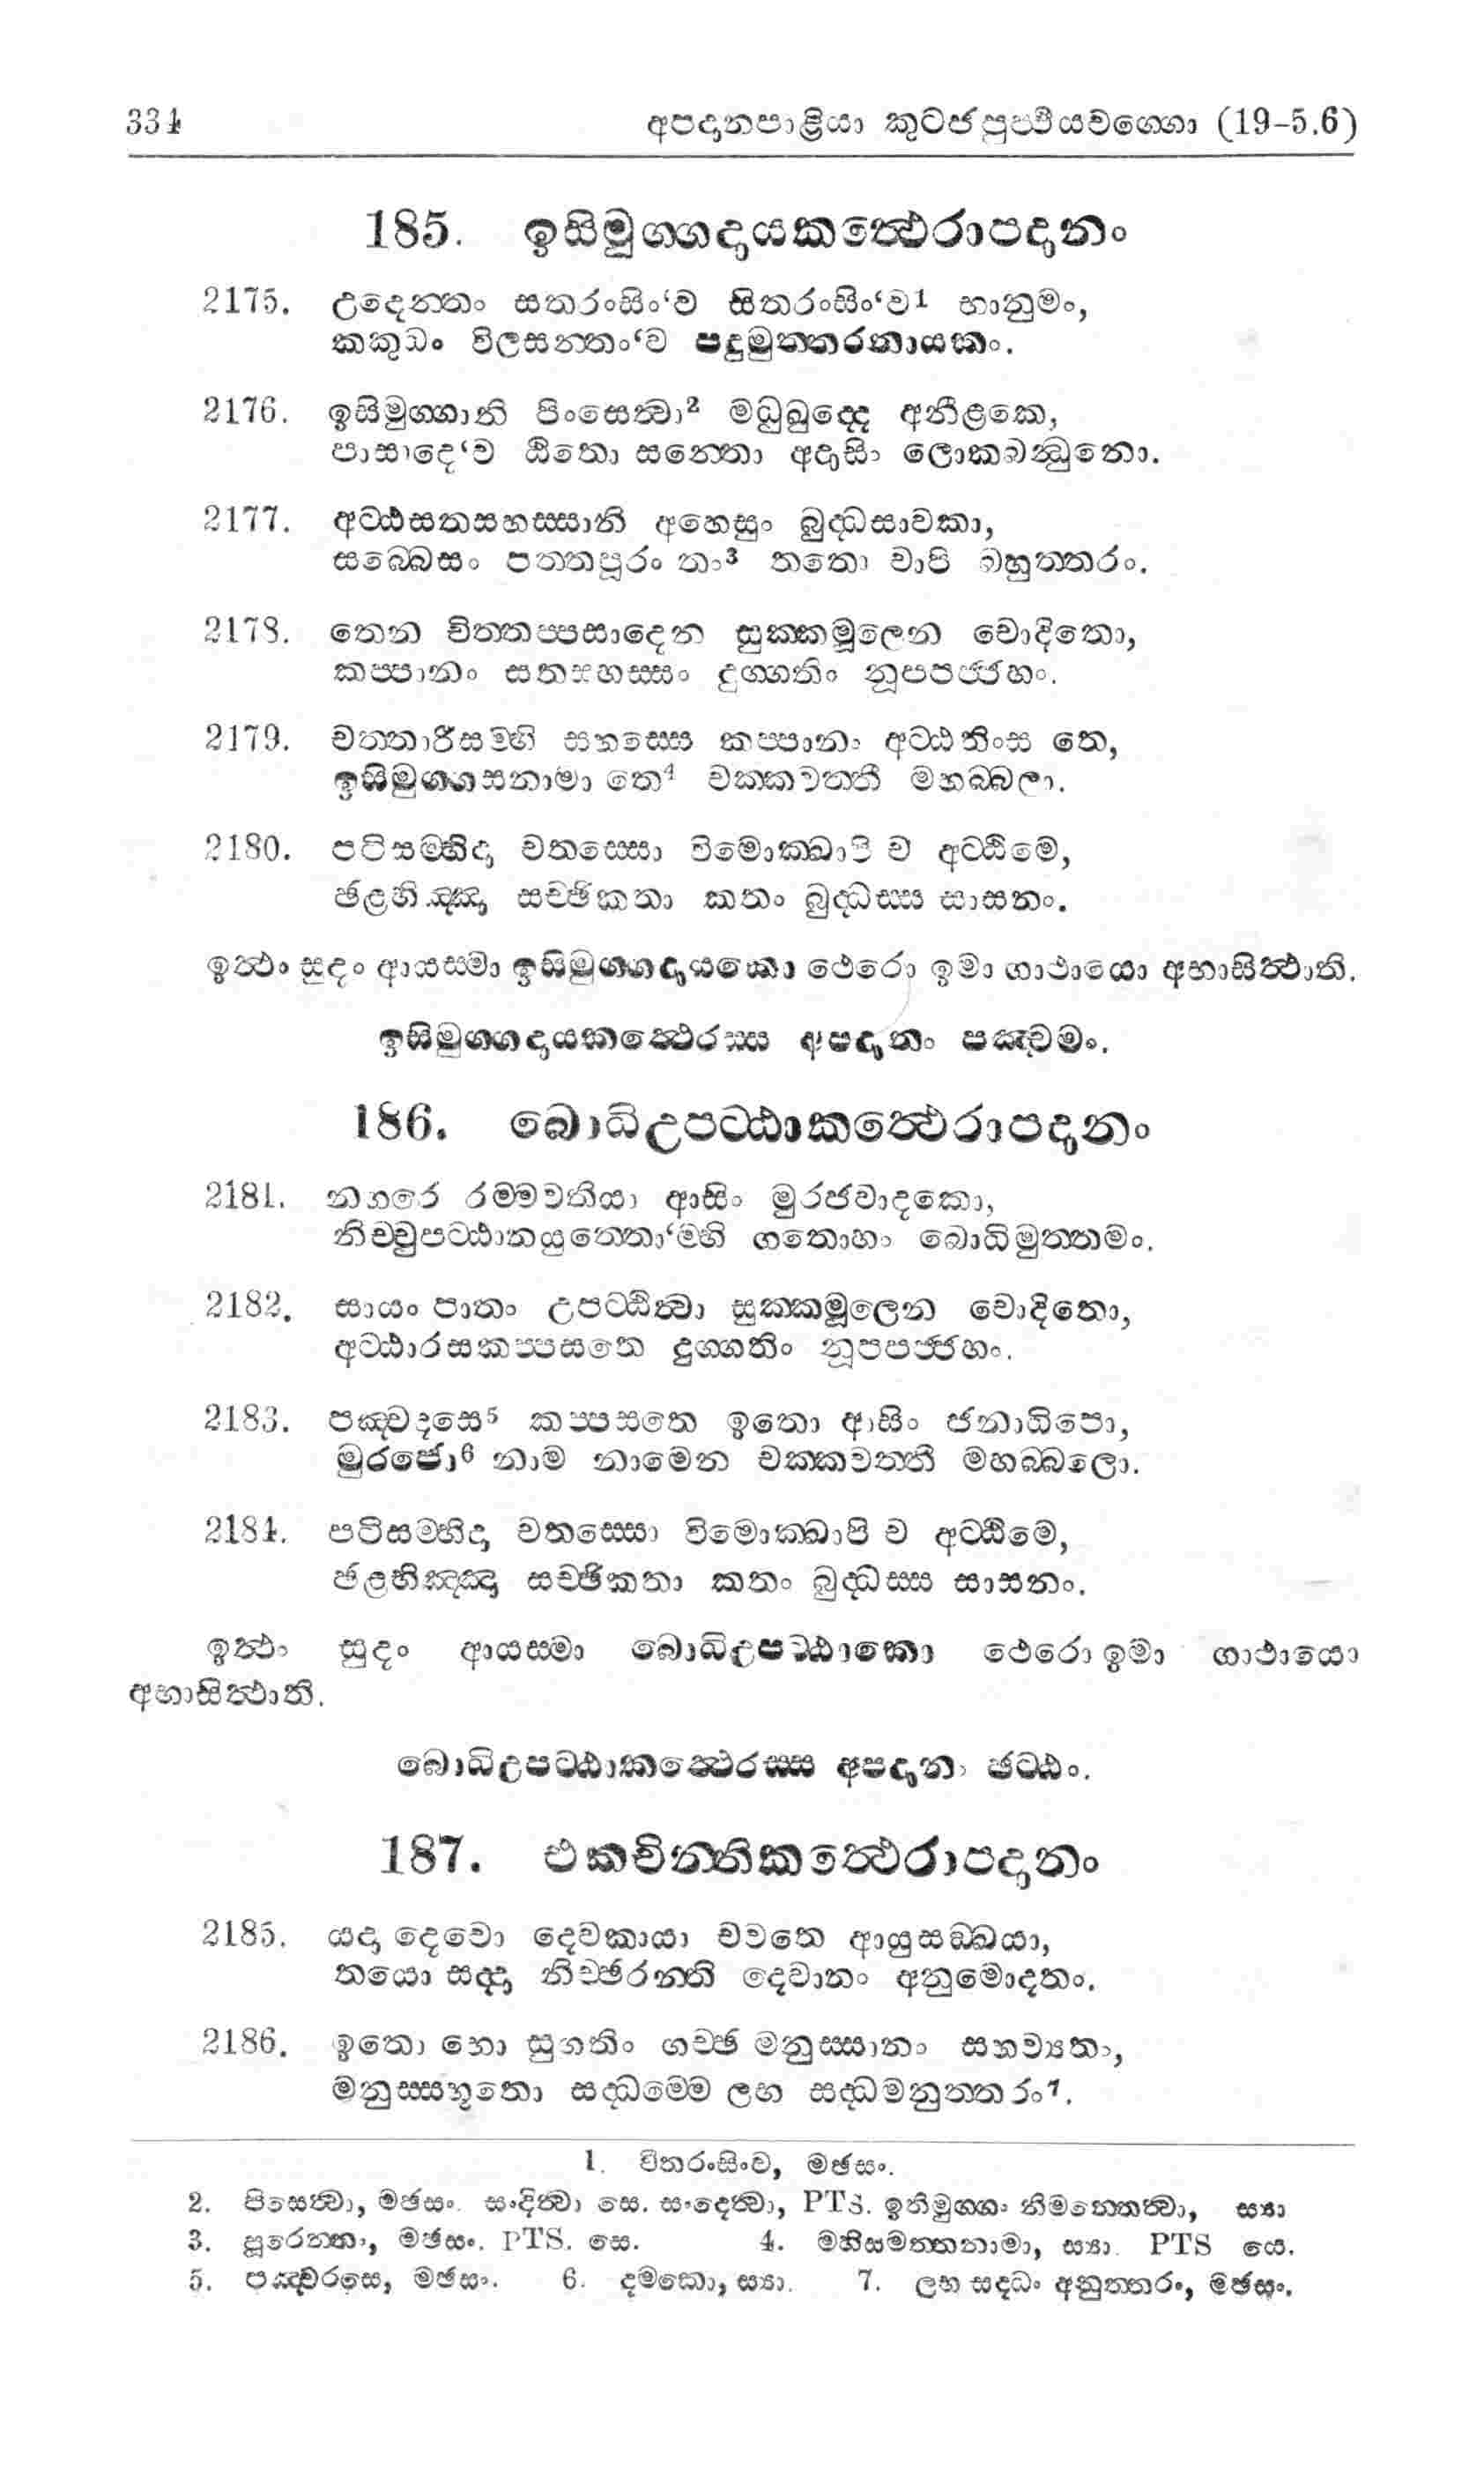 334 අපදානපාළියා කුටජපුප්ඵියවග්ගො (19-5.6)
185. ඉසිමුග්ගදායකත්ථෙරාපදානං
2175. උදෙන්තං සතරංසිං‘ව සිතරංසිං‘ව1 භානුමං,
කකුධං විලසන්තං‘ව පදුමුත්තරනායකං.
2176. ඉසිමුග්ගානි පිංසෙත්වා2 මධුඛුද්දෙ අනීළකෙ,
පාසාදෙ‘ව ඨිතො සන්තො අදාසිං ලොකබන්ධුනො.
2177. අට්ඨසතසහස්සානි අහෙසුං බුද්ධසාවකා,
සබ්බෙසං පත්තපූරං තං3 තතො චාපි බහුත්තරං.
2178. තෙන චිත්තප්පසාදෙන සුක්කමූලෙන චොදිතො,
කප්පානං සතසහස්සං දුග්ගතිං නූපපජ්ජහං.
2179. චත්තාරීසම්හි සහස්සෙ කප්පානං අට්ඨතිංස තෙ,
ඉසිමුග්ගසනාමා තෙ4 චක්කවත්තී මහබ්බලා.
2180. පටිසම්භිදා චතස්සො විමොක්ඛාපි ච අට්ඨිමෙ,
ඡළභිඤ්ඤා සච්ඡිකතා කතං බුද්ධස්ස සාසනං.
ඉත්ථං සුදං ආයස්මා ඉසිමුග්ගදායකො ථෙරො ඉමා ගාථායො අභාසිත්ථාති.
ඉසිමුග්ගදායකත්ථෙරස්ස අපදානං පඤ්චමං.
186. බොධිඋපට්ඨාකත්ථෙරාපදානං
2181. නගරෙ රම්මවතියා ආසිං මුරජවාදකො,
නිච්චුපට්ඨානයුත්තො‘ම්හි ගතොහං බොධිමුත්තමං.
2182. සායං පාතං උපට්ඨිත්වා සුක්කමූලෙන චොදිතො,
අට්ඨාරසකප්පසතෙ දුග්ගතිං නූපපජ්ජහං.
2183. පඤ්චදසෙ5 කප්පසතෙ ඉතො ආසිං ජනාධිපො,
මුරජො6 නාම නාමෙන චක්කවත්තී මහබ්බලො.
2184. පටිසම්භිදා චතස්සො විමොක්ඛාපි ච අට්ඨිමෙ,
ඡළභිඤ්ඤා සච්ඡිකතා කතං බුද්ධස්ස සාසනං.
ඉත්ථං සුදං ආයස්මා බොධිඋපට්ඨාකො ථෙරො ඉමා ගාථායො
අභාසිත්ථාති.
බොධිඋපට්ඨාකත්ථෙරස්ස අපදානං ඡට්ඨං.
187. එකචින්තිකත්ථෙරාපදානං
2185. යදා දෙවො දෙවකායා චවතෙ ආයුසඞ්ඛයා,
තයො සද්දා නිච්ඡරන්ති දෙවානං අනුමොදතං.
2186. ඉතො භො සුගතිං ගච්ඡ මනුස්සානං සහව්‍යතං,
මනුස්සභූතො සද්ධම්මෙ ලභ සද්ධමනුත්තරං7.
1. විතරංසිංව, මඡසං.
2. පිසෙත්වා, මඡසං. සංදිත්වා සෙ. සංදෙත්වා, PTS. ඉතිමුග්ගං නිමන්තෙත්වා, ස්‍යා
3. පූරෙන්තං, මඡසං. PTS. සෙ. 4. මහිසමන්තනාමා, ස්‍යා. PTS සෙ.
5. පඤ්චරසෙ, මඡසං. 6. දමකො, ස්‍යා. 7. ලභ සද්ධං අනුත්තරං, මඡසං.